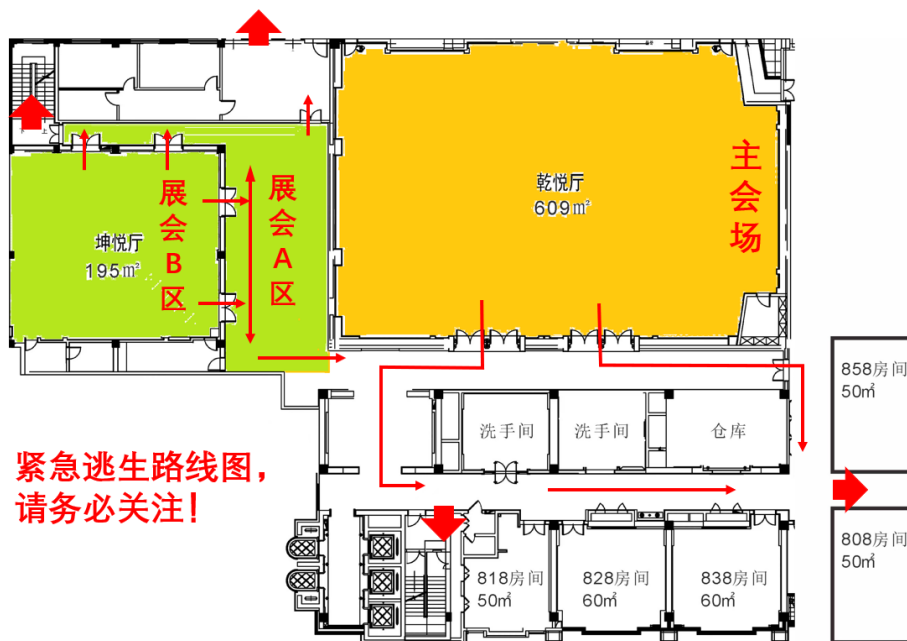 乾悦厅
609㎡
主会场
坤悦厅
195㎡
展会B区
展会A区
858房间
50㎡
洗手间
洗手间
仓库
紧急逃生路线图，
请务必关注！
808房间
50㎡
818房间
50㎡
828房间
60㎡
838房间
60㎡